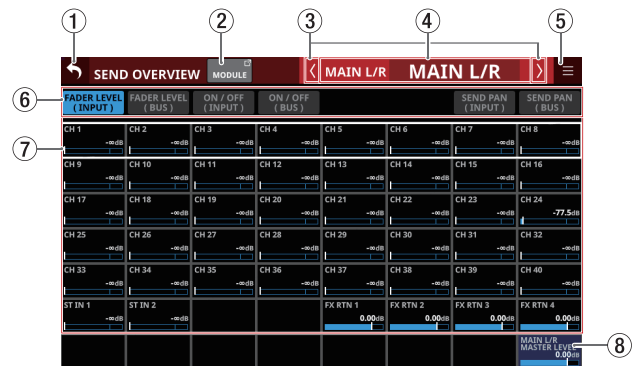 1
2
3
4
5
SEND OVERVIEW
MODULE
MAIN L/R
MAIN L/R
6
FADER LEVEL
(INPUT)
FADER LEVEL
(BUS)
ON / OFF
(INPUT)
ON / OFF
(BUS)
SEND PAN
(INPUT)
SEND PAN
(BUS)
7
CH 1
-∞dB
CH 2
-∞dB
CH 3
-∞dB
CH 4
-∞dB
CH 5
-∞dB
CH 6
-∞dB
CH 7
-∞dB
CH 8
-∞dB
CH 9
-∞dB
CH 10
-∞dB
CH 11
-∞dB
CH 12
-∞dB
CH 13
-∞dB
CH 14
-∞dB
CH 15
-∞dB
CH 16
-∞dB
CH 17
-∞dB
CH 18
-∞dB
CH 19
-∞dB
CH 20
-∞dB
CH 21
-∞dB
CH 22
-∞dB
CH 23
-∞dB
CH 24
-77.5dB
CH 25
-∞dB
CH 26
-∞dB
CH 27
-∞dB
CH 28
-∞dB
CH 29
-∞dB
CH 30
-∞dB
CH 31
-∞dB
CH 32
-∞dB
CH 33
-∞dB
CH 34
-∞dB
CH 35
-∞dB
CH 36
-∞dB
CH 37
-∞dB
CH 38
-∞dB
CH 39
-∞dB
CH 40
-∞dB
ST IN 1
-∞dB
ST IN 2
-∞dB
FX RTN 1
0.00dB
FX RTN 2
0.00dB
FX RTN 3
0.00dB
FX RTN 4
0.00dB
MAIN L/R
MASTER LEVEL
0.00dB
8